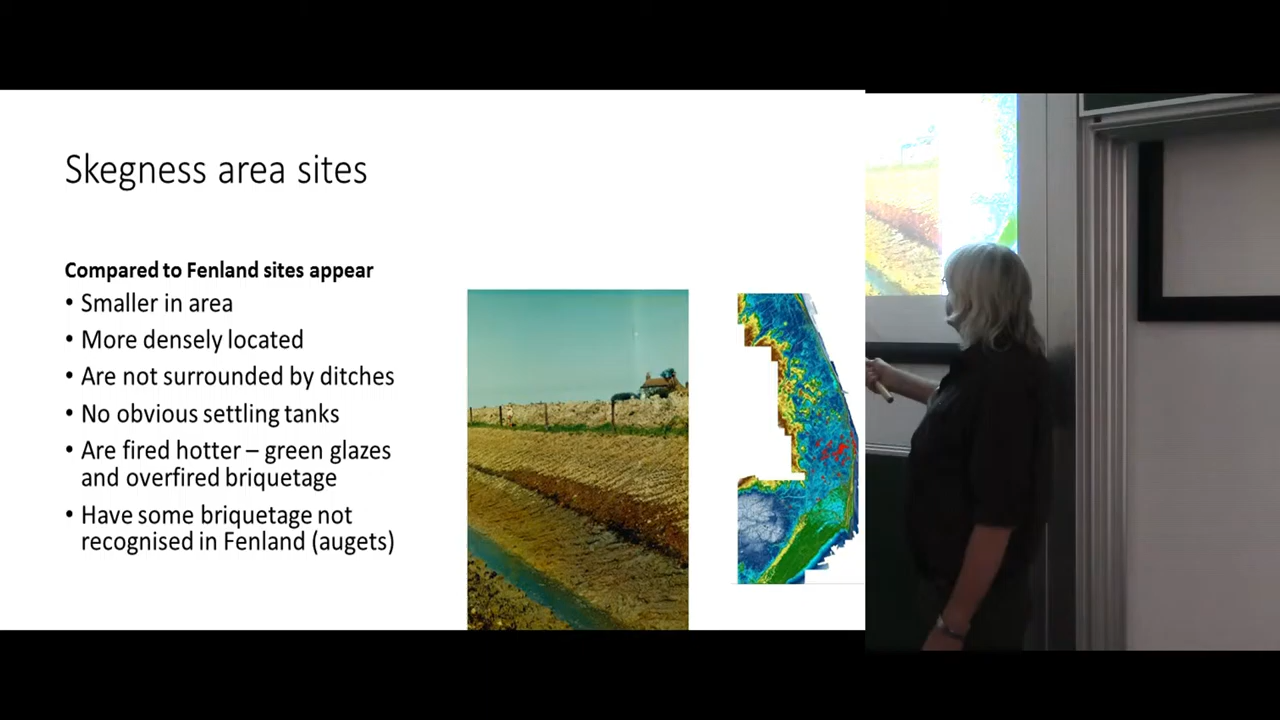 Skegness area sites
Compared to Fenland sites appear
• Smaller in area
• More densely located
• Are not surrounded by ditches
• No obvious settling tanks
• Are fired hotter – green glazes
and overfired briquetage
• Have some briquetage not
recognised in Fenland (augets)